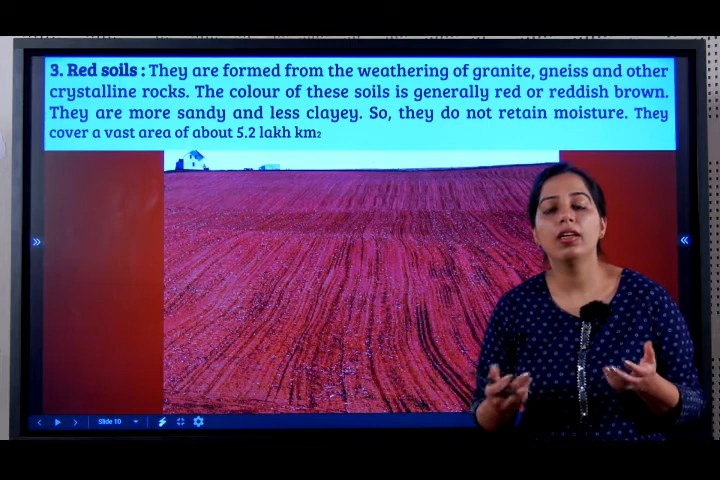 3. Red soils : They are formed from the weathering of granite, gneiss and other
crystalline rocks. The colour of these soils is generally red or reddish brown.
They are more sandy and less clayey. So, they do not retain moisture. They
cover a vast area of about 5.2 lakh km2
Slide 10